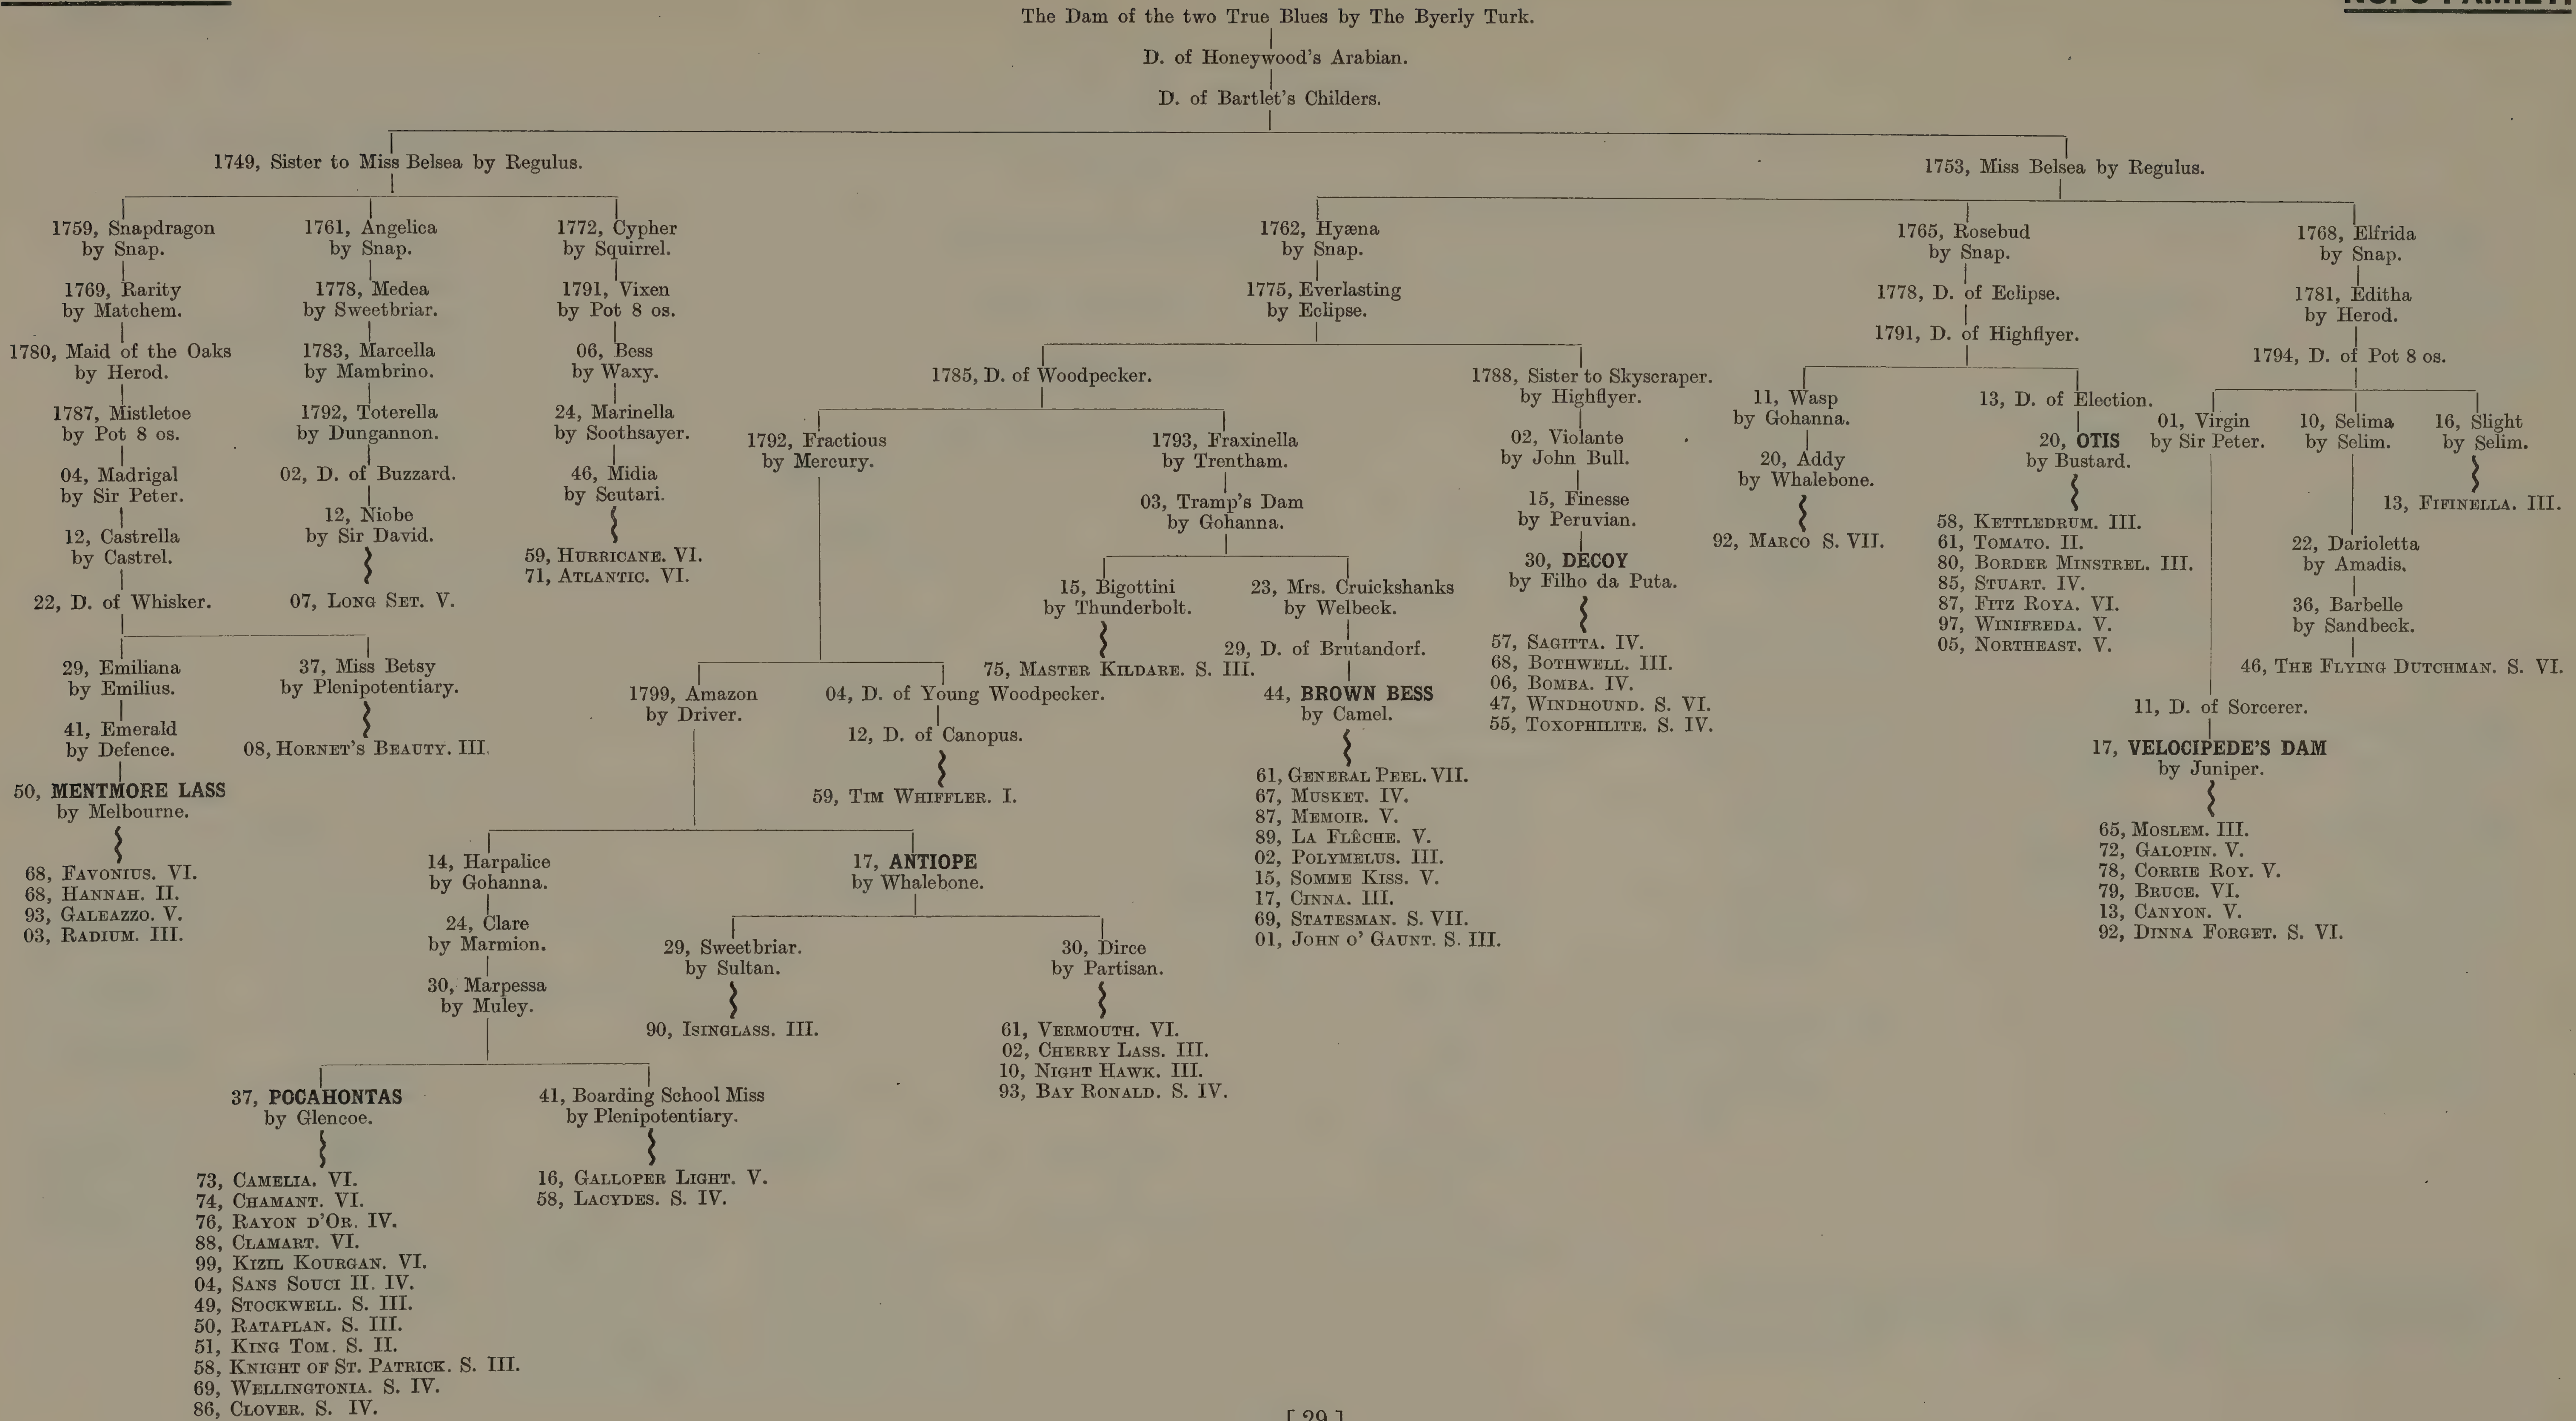 The Dam of the two True Blues by The Byerly Turk.
D. of Honeywood's Arabian.
D. of Bartlet's Childers.
1749, Sister to Miss Belsea by Regulus.
1759, Snapdragon
by Snap.
1769, Rarity
by Matchem.
1780, Maid of the Oaks
by Herod.
1787, Mistletoe
by Pot 8 os.
04, Madrigal
by Sir Peter.
12, Castrella
by Castrel.
22, D. of Whisker.
29, Emiliana
by Emilius.
41, Emerald
by Defence.
50, MENTMORE LASS
by Melbourne.
68, FAVONIUS. VI.
68, HANNAH. II.
93, GALEAZZO. V.
03, RADIUM. III.
37, Miss Betsy
by Plenipotentiary.
08, HORNET'S BEAUTY. III.
1761, Angelica
by Snap.
1778, Medea
by Sweetbriar.
1783, Marcella
by Mambrino.
1792, Toterella
by Dungannon.
02, D. of Buzzard.
12, Niobe
by Sir David.
07, LONG SET. V.
1772, Cypher
by Squirrel.
1791, Vixen
by Pot 8 os.
06, Bess
by Waxy.
24, Marinella
by Soothsayer.
46, Midia
by Scutari.
59, HURRICANE. VI.
71, ATLANTIC. VI.
1753, Miss Belsea by Regulus.
1762, Hyæna
by Snap.
1775, Everlasting
by Eclipse.
1785, D. of Woodpecker.
1792, Fractious
by Mercury.
1799, Amazon
by Driver.
14, Harpalice
by Gohanna.
24, Clare
by Marmion.
30, Marpessa
by Muley.
37, POCAHONTAS
by Glencoe.
73, CAMELIA. VI.
74, CHAMANT. VI.
76, RAYON D'OR. IV.
88, CLAMART. VI.
99, KIZIL KOURGAN. VI.
04, SANS SOUCI II. IV.
49, STOCKWELL. S. III.
50, RATAPLAN. S. III.
51, KING TOM. S. II.
58, KNIGHT OF ST. PATRICK. S. III.
69, WELLINGTONIA. S. IV.
86, CLOVER. S. IV.
41, Boarding School Miss
by Plenipotentiary.
16, GALLOPER LIGHT. V.
58, LACYDES. S. IV.
17, ANTIOPE
by Whalebone.
29, Sweetbriar.
by Sultan.
90, ISINGLASS. III.
30, Dirce
by Partisan.
61, VERMOUTH. VI.
02, CHERRY LASS. III.
10, NIGHT HAWK. III.
93, BAY RONALD. S. IV.
04, D. of Young Woodpecker.
12, D. of Canopus.
59, TIM WHIFFLER. I.
1793, Fraxinella
by Trentham.
03, Tramp's Dam
by Gohanna.
15, Bigottini
by Thunderbolt.
75, MASTER KILDARE. S. III.
23, Mrs. Cruickshanks
by Welbeck.
29, D. of Brutandorf.
44, BROWN BESS
by Camel.
61, GENERAL PEEL. VII.
67, MUSKET. IV.
87, MEMOIR. V.
89, LA FLÊCHE. V.
02, POLYMELUS. III.
15, SOMME KISS. V.
17, CINNA. III.
69, STATESMAN. S. VII.
01, JOHN O' GAUNT. S. III.
1788, Sister to Skyscraper.
by Highflyer.
02, Violante
by John Bull.
15, Finesse
by Peruvian.
30, DECOY
by Filho da Puta.
57, SAGITTA. IV.
68, BOTHWELL. III.
06, BOMBA. IV.
47, WINDHOUND. S. VI.
55, TOXOPHILITE. S. IV.
1765, Rosebud
by Snap.
1778, D. of Eclipse.
1791, D. of Highflyer.
11, Wasp
by Gohanna.
20, Addy
by Whalebone.
92, MARCO S. VII.
13, D. of Election.
20, OTIS
by Bustard.
58, KETTLEDRUM. III.
61, TOMATO. II.
80, BORDER MINSTREL. III.
85, STUART. IV.
87, FITZ ROYA. VI.
97, WINIFREDA. V.
05, NORTHEAST. V.
1768, Elfrida
by Snap.
1781, Editha
by Herod.
1794, D. of Pot 8 os.
01, Virgin
by Sir Peter.
11, D. of Sorcerer.
17, VELOCIPEDE'S DAM
by Juniper.
65, MOSLEM. III.
72, GALOPIN. V.
78, CORRIE ROY. V.
79, BRUCE. VI.
13, CANYON. V.
92, DINNA FORGET. S. VI.
10, Selima
by Selim.
22, Darioletta
by Amadis.
36, Barbelle
by Sandbeck.
46, THE FLYING DUTCHMAN. S. VI.
16, Slight
by Selim.
13, FIFINELLA. III.
[ 29 ]